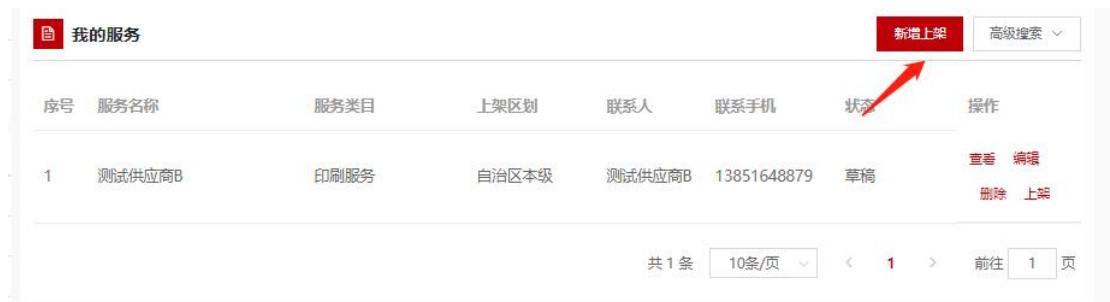 我的服务 新增上架 高级搜索
序号 服务名称 服务类目 上架区划 联系人 联系手机 状态 操作
1 测试供应商B 印刷服务 自治区本级 测试供应商B 13851648879 草稿 查看 编辑
删除 上架
共1条 10条/页 < 1 > 前往 1 页